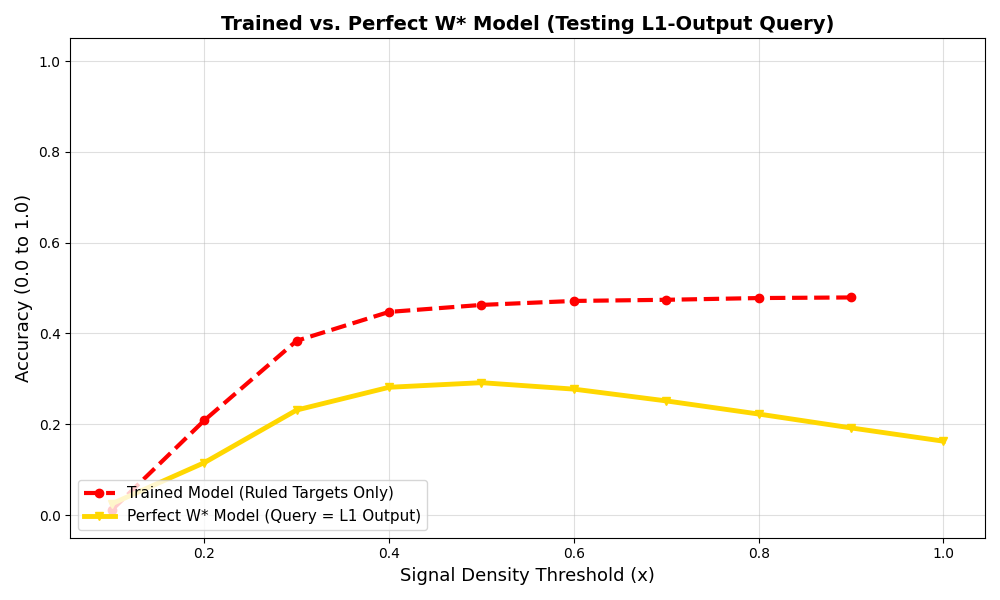 Trained vs. Perfect W* Model (Testing L1-Output Query)
Accuracy (0.0 to 1.0)
1.0
0.8
0.6
0.4
0.2
0.0
Trained Model (Ruled Targets Only)
Perfect W* Model (Query = L1 Output)
0.2 0.4 0.6 0.8 1.0
Signal Density Threshold (x)